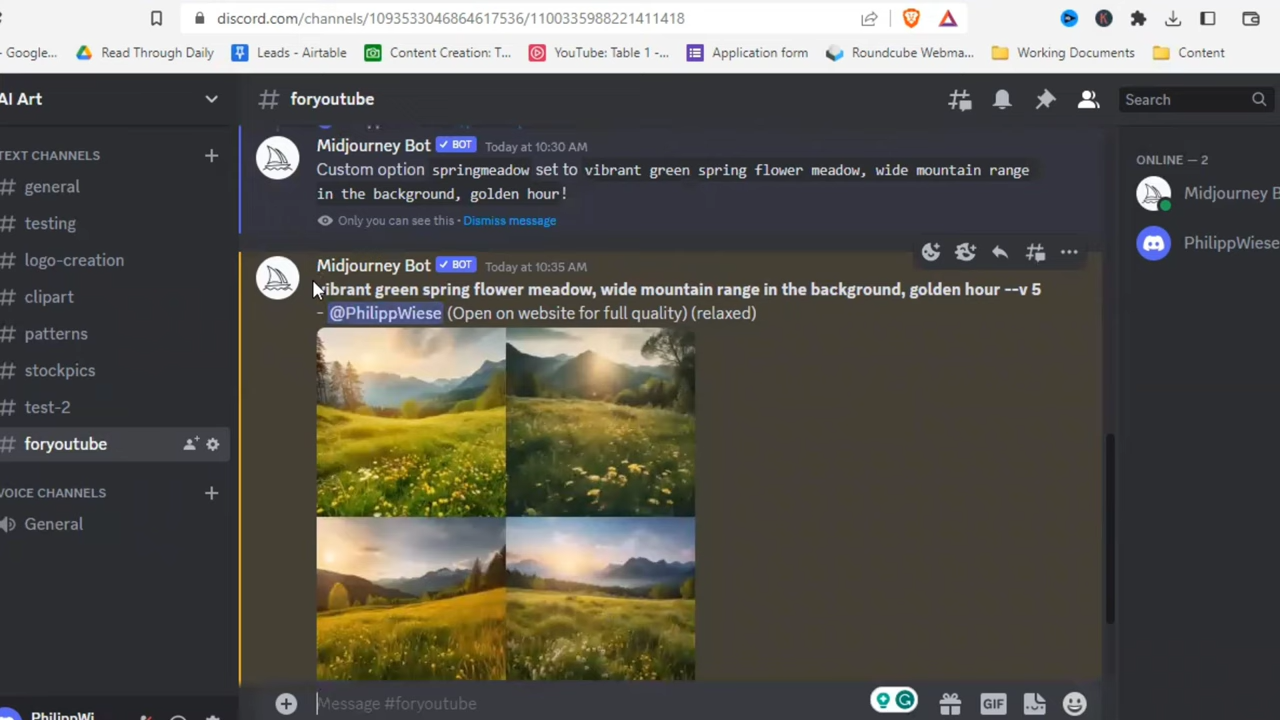 discord.com/channels/1093533046864617536/1100335988221411418
- Google... Read Through Daily Leads - Airtable Content Creation: T... YouTube: Table 1 -... Application form Roundcube Webma... Working Documents Content
AI Art
# foryoutube
Search
TEXT CHANNELS
# general
# testing
# logo-creation
# clipart
# patterns
# stockpics
# test-2
# foryoutube
VOICE CHANNELS
General
PhilippWi
Midjourney Bot ✓ BOT Today at 10:30 AM
Custom option springmeadow set to vibrant green spring flower meadow, wide mountain range
in the background, golden hour!
Only you can see this · Dismiss message
Midjourney Bot ✓ BOT Today at 10:35 AM
vibrant green spring flower meadow, wide mountain range in the background, golden hour --v 5
- @PhilippWiese (Open on website for full quality) (relaxed)
Message #foryoutube
GIF
ONLINE — 2
Midjourney B
PhilippWiese